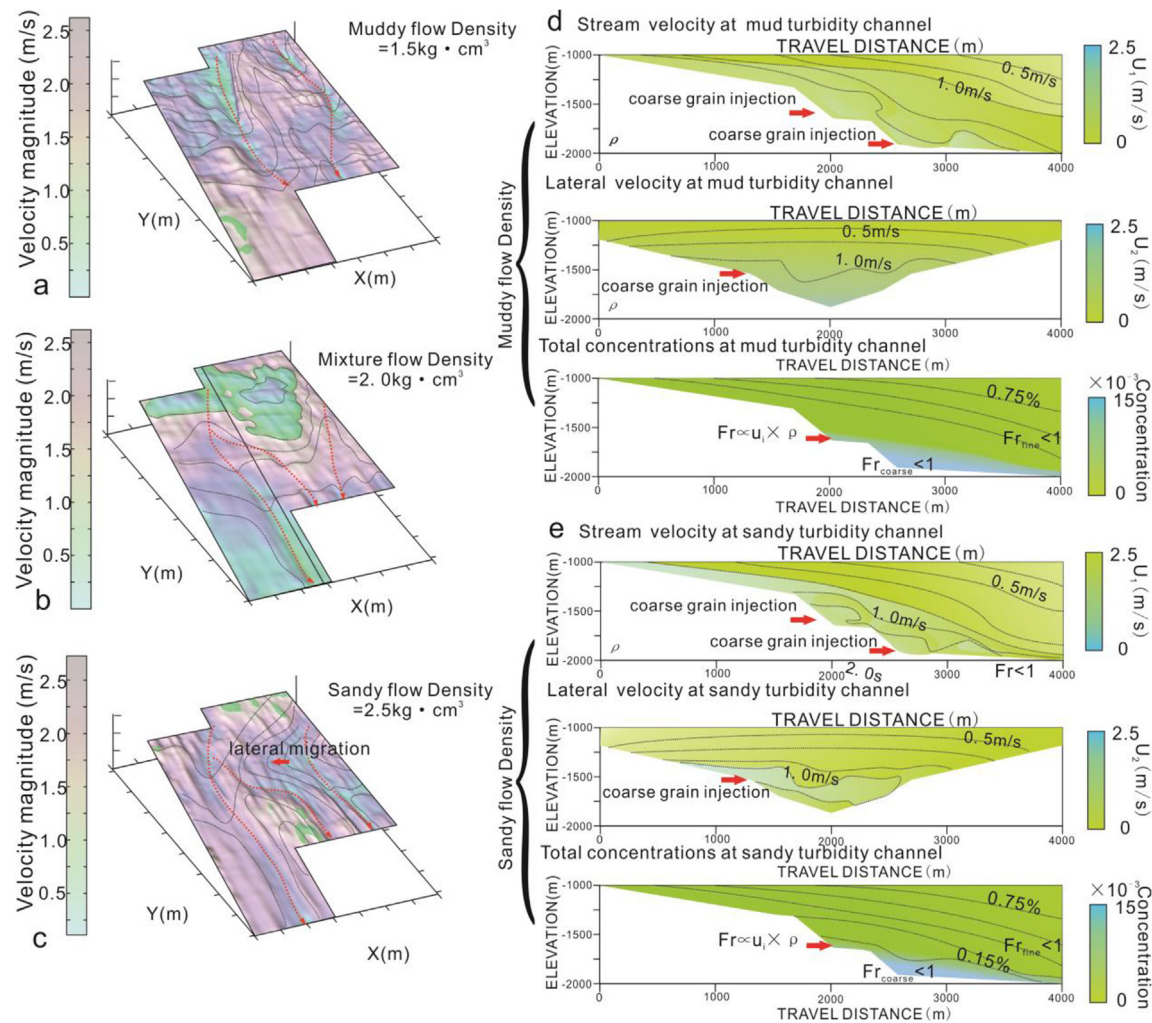 Velocity magnitude (m/s)
2.5
2.0
1.5
1.0
0.5
Muddy flow Density
=1.5kg · cm³
Y(m)
X(m)
a
Velocity magnitude (m/s)
2.5
2.0
1.5
1.0
0.5
Mixture flow Density
=2.0kg · cm³
Y(m)
X(m)
b
Velocity magnitude (m/s)
2.5
2.0
1.5
1.0
0.5
Sandy flow Density
=2.5kg · cm³
lateral migration
Y(m)
X(m)
c
Muddy flow Density
d Stream velocity at mud turbidity channel
TRAVEL DISTANCE (m)
ELEVATION(m)
-1000
-1500
-2000
0.5m/s
1.0m/s
coarse grain injection
coarse grain injection
ρ
0 1000 2000 3000 4000
2.5
U₁(m/s)
0
Lateral velocity at mud turbidity channel
TRAVEL DISTANCE (m)
ELEVATION(m)
-1000
-1500
-2000
0.5m/s
1.0m/s
coarse grain injection
ρ
0 1000 2000 3000 4000
2.5
U₂(m/s)
0
Total concentrations at mud turbidity channel
TRAVEL DISTANCE (m)
ELEVATION(m)
-1000
-1500
-2000
0.75%
Fr∝uᵢ× ρ
Fr fine<1
Fr coarse<1
0 1000 2000 3000 4000
TRAVEL DISTANCE (m)
×10⁻³
15
Concentration
0
Sandy flow Density
e Stream velocity at sandy turbidity channel
TRAVEL DISTANCE (m)
ELEVATION(m)
-1000
-1500
-2000
0.5m/s
1.0m/s
coarse grain injection
coarse grain injection
ρ
2.0s
Fr<1
0 1000 2000 3000 4000
2.5
U₁(m/s)
0
Lateral velocity at sandy turbidity channel
TRAVEL DISTANCE (m)
ELEVATION(m)
-1000
-1500
-2000
0.5m/s
1.0m/s
coarse grain injection
0 1000 2000 3000 4000
2.5
U₂(m/s)
0
Total concentrations at sandy turbidity channel
TRAVEL DISTANCE (m)
ELEVATION(m)
-1000
-1500
-2000
0.75%
Fr∝uᵢ× ρ
Fr fine<1
0.15%
Fr coarse<1
0 1000 2000 3000 4000
TRAVEL DISTANCE (m)
×10⁻³
15
Concentration
0